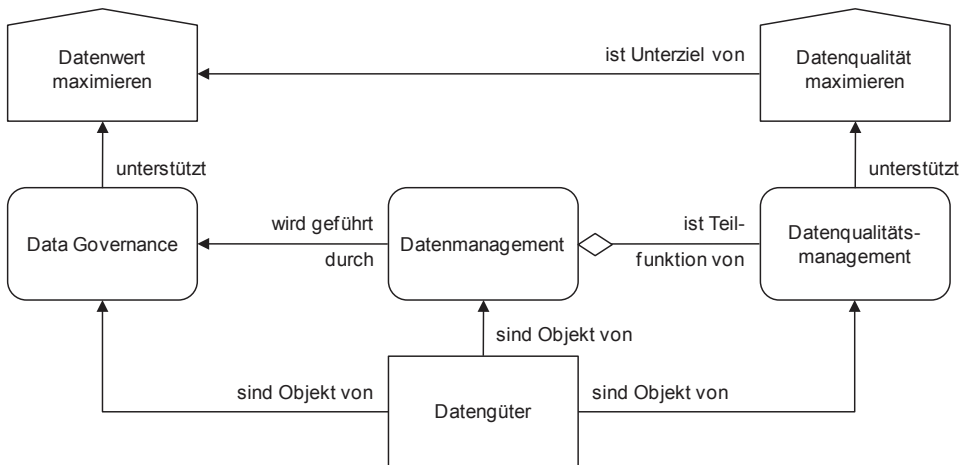 Datenwert
maximieren
ist Unterziel von
Datenqualität
maximieren
unterstützt
unterstützt
Data Governance
wird geführt
durch
Datenmanagement
ist Teil-
funktion von
Datenqualitäts-
management
sind Objekt von
sind Objekt von
Datengüter
sind Objekt von